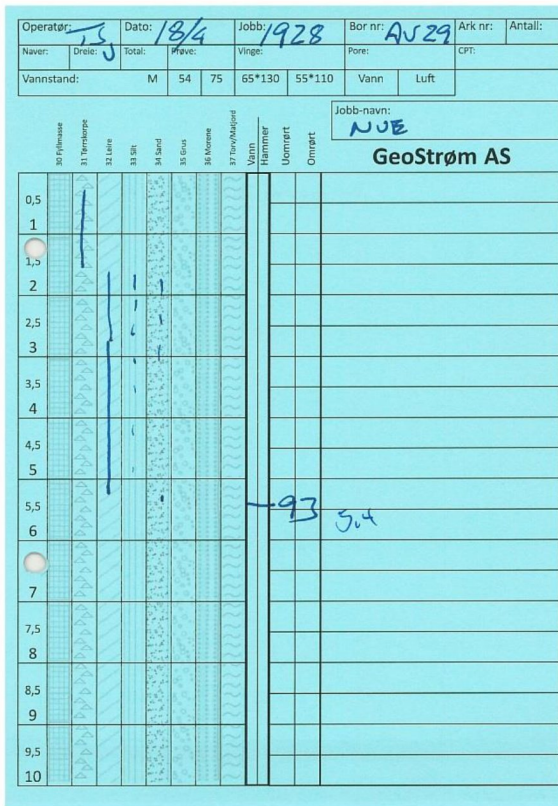 Operatør: TS Dato: 18/4 Jobb: 1928 Bor nr: AV29 Ark nr: Antall:
Naver: Dreie: Total: Prøve: Vinge: Pore: CPT:
Vannstand: M 54 75 65*130 55*110 Vann Luft
Jobb-navn:
NUE
GeoStrøm AS
30 Fyllmasse 31 Tørrskorpe 32 Leire 33 Silt 34 Sand 35 Grus 36 Morene 37 Torv/Matjord Vann Hammer Uomrørt Omrørt
0,5
1
1,5
2
2,5
3
3,5
4
4,5
5
5,5 93
6 5,4
7
7,5
8
8,5
9
9,5
10